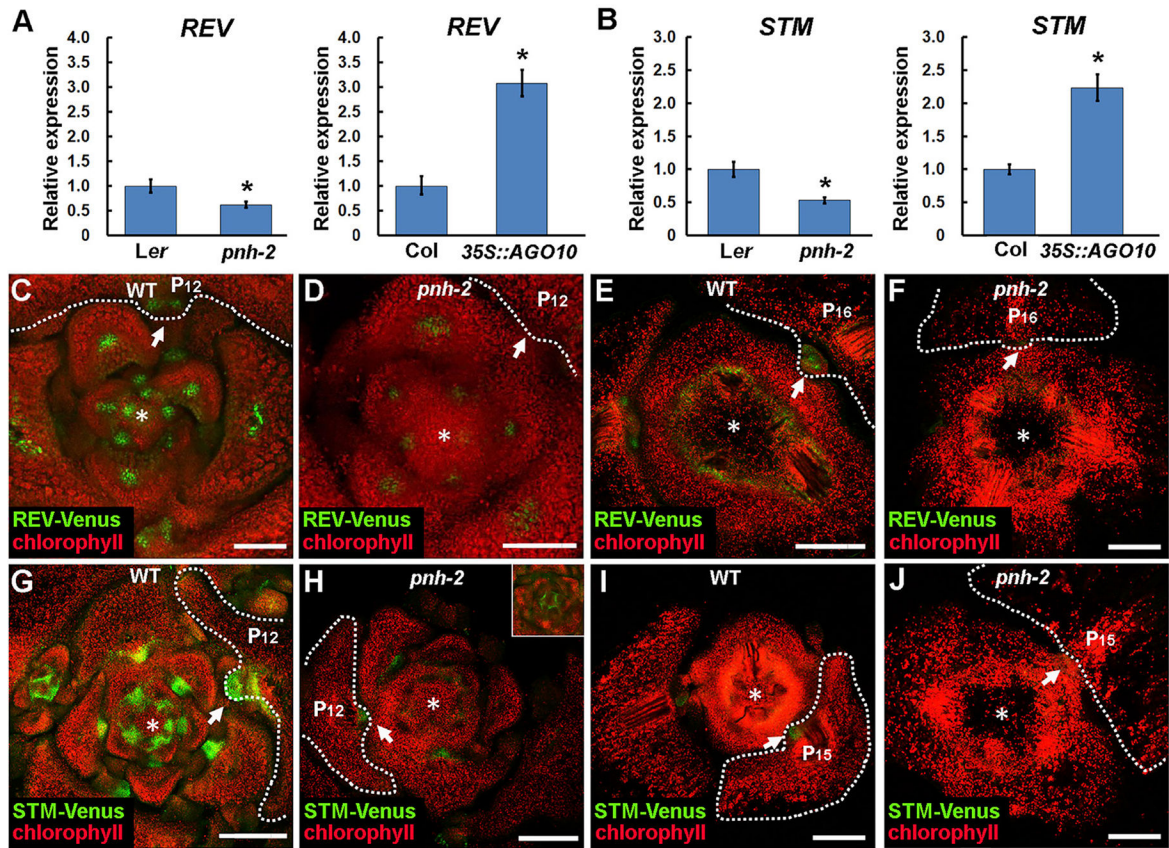 A
REV
Relative expression
4.0
3.5
3.0
2.5
2.0
1.5
1.0
0.5
0
*
Ler
pnh-2
REV
Relative expression
4.0
3.5
3.0
2.5
2.0
1.5
1.0
0.5
0
*
Col
35S::AGO10
B
STM
Relative expression
3.0
2.5
2.0
1.5
1.0
0.5
0
*
Ler
pnh-2
STM
Relative expression
3.0
2.5
2.0
1.5
1.0
0.5
0
*
Col
35S::AGO10
C
WT
P12
*
REV-Venus
chlorophyll
D
pnh-2
P12
*
REV-Venus
chlorophyll
E
WT
P16
*
REV-Venus
chlorophyll
F
pnh-2
P16
*
REV-Venus
chlorophyll
G
WT
P12
*
STM-Venus
chlorophyll
H
pnh-2
P12
*
STM-Venus
chlorophyll
I
WT
P15
*
STM-Venus
chlorophyll
J
pnh-2
P15
*
STM-Venus
chlorophyll